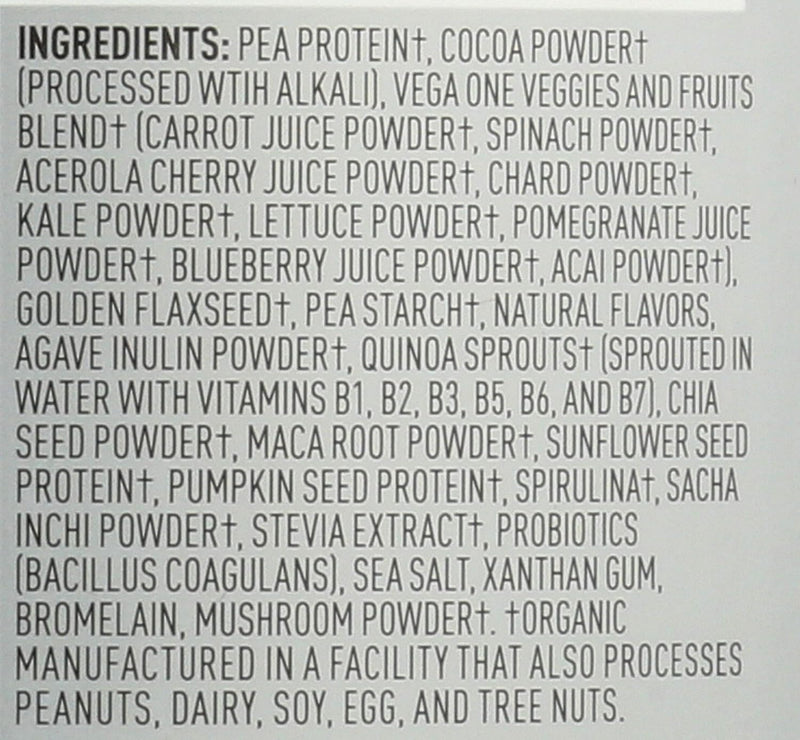 INGREDIENTS: PEA PROTEIN†, COCOA POWDER†
(PROCESSED WTIH ALKALI), VEGA ONE VEGGIES AND FRUITS
BLEND† (CARROT JUICE POWDER†, SPINACH POWDER†,
ACEROLA CHERRY JUICE POWDER†, CHARD POWDER†,
KALE POWDER†, LETTUCE POWDER†, POMEGRANATE JUICE
POWDER†, BLUEBERRY JUICE POWDER†, ACAI POWDER†),
GOLDEN FLAXSEED†, PEA STARCH†, NATURAL FLAVORS,
AGAVE INULIN POWDER†, QUINOA SPROUTS† (SPROUTED IN
WATER WITH VITAMINS B1, B2, B3, B5, B6, AND B7), CHIA
SEED POWDER†, MACA ROOT POWDER†, SUNFLOWER SEED
PROTEIN†, PUMPKIN SEED PROTEIN†, SPIRULINA†, SACHA
INCHI POWDER†, STEVIA EXTRACT†, PROBIOTICS
(BACILLUS COAGULANS), SEA SALT, XANTHAN GUM,
BROMELAIN, MUSHROOM POWDER†. †ORGANIC
MANUFACTURED IN A FACILITY THAT ALSO PROCESSES
PEANUTS, DAIRY, SOY, EGG, AND TREE NUTS.